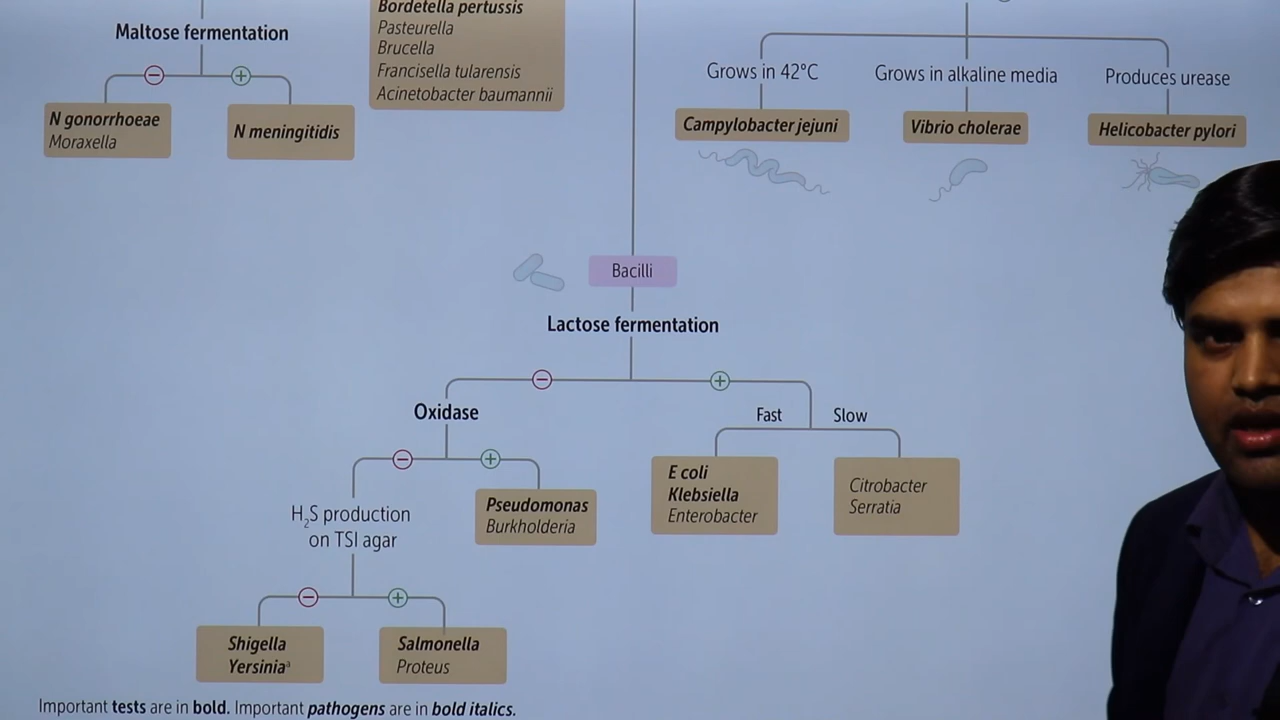 Bordetella pertussis
Pasteurella
Brucella
Francisella tularensis
Acinetobacter baumannii
Maltose fermentation
N gonorrhoeae
Moraxella
N meningitidis
Grows in 42°C
Grows in alkaline media
Produces urease
Campylobacter jejuni
Vibrio cholerae
Helicobacter pylori
Bacilli
Lactose fermentation
Oxidase
Fast
Slow
E coli
Klebsiella
Enterobacter
Citrobacter
Serratia
Pseudomonas
Burkholderia
H₂S production
on TSI agar
Shigella
Yersiniaᵃ
Salmonella
Proteus
Important tests are in bold. Important pathogens are in bold italics.